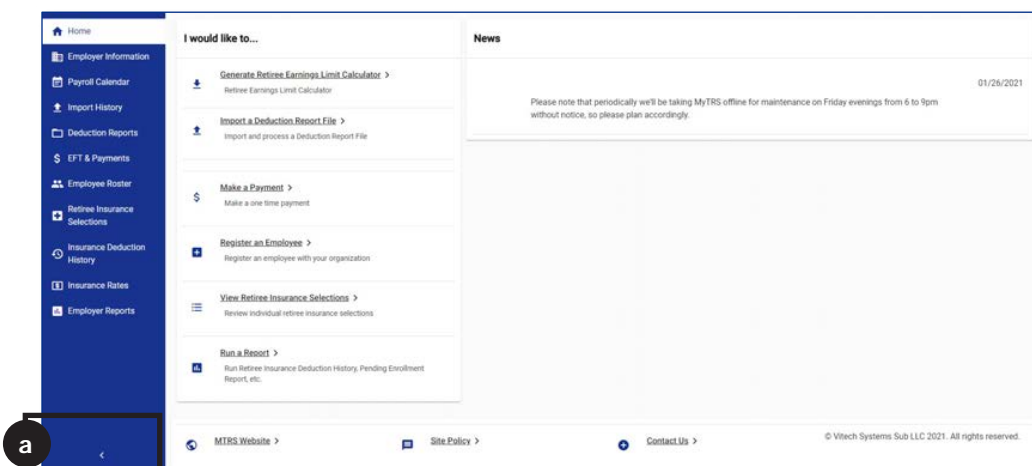 Home
Employer Information
Payroll Calendar
Import History
Deduction Reports
EFT & Payments
Employee Roster
Retiree Insurance
Selections
Insurance Deduction
History
Insurance Rates
Employer Reports
a
<
I would like to...
Generate Retiree Earnings Limit Calculator >
Retiree Earnings Limit Calculator
Import a Deduction Report File >
Import and process a Deduction Report File
$ Make a Payment >
Make a one time payment
Register an Employee >
Register an employee with your organization
View Retiree Insurance Selections >
Review individual retiree insurance selections
Run a Report >
Run Retiree Insurance Deduction History, Pending Enrollment
Report, etc.
News
01/26/2021
Please note that periodically we'll be taking MyTRS offline for maintenance on Friday evenings from 6 to 9pm
without notice, so please plan accordingly.
MTRS Website > Site Policy > Contact Us > © Vitech Systems Sub LLC 2021. All rights reserved.